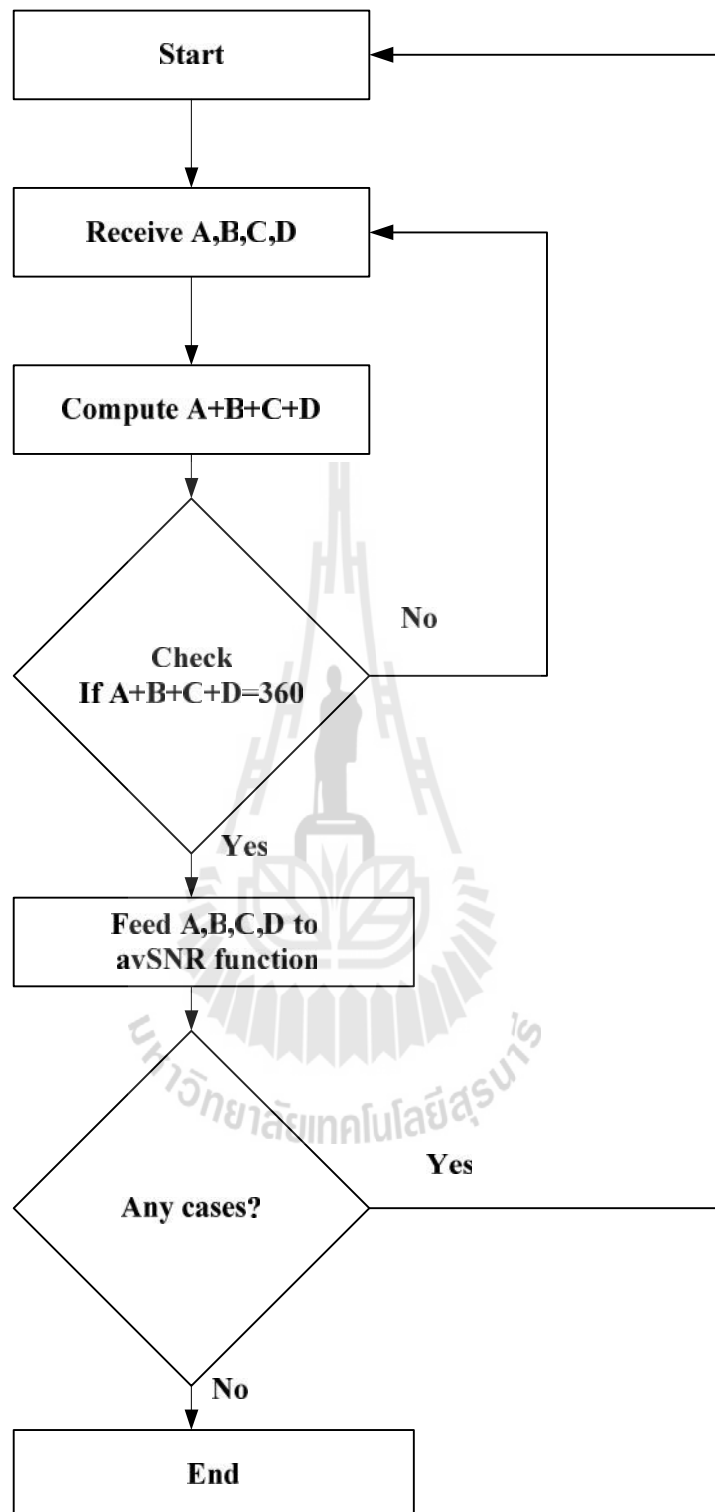 Start
Receive A,B,C,D
Compute A+B+C+D
No
Check
If A+B+C+D=360
Yes
Feed A,B,C,D to
avSNR function
มหาวิทยาลัยเทคโนโลยีสุรนารี
Yes
Any cases?
No
End